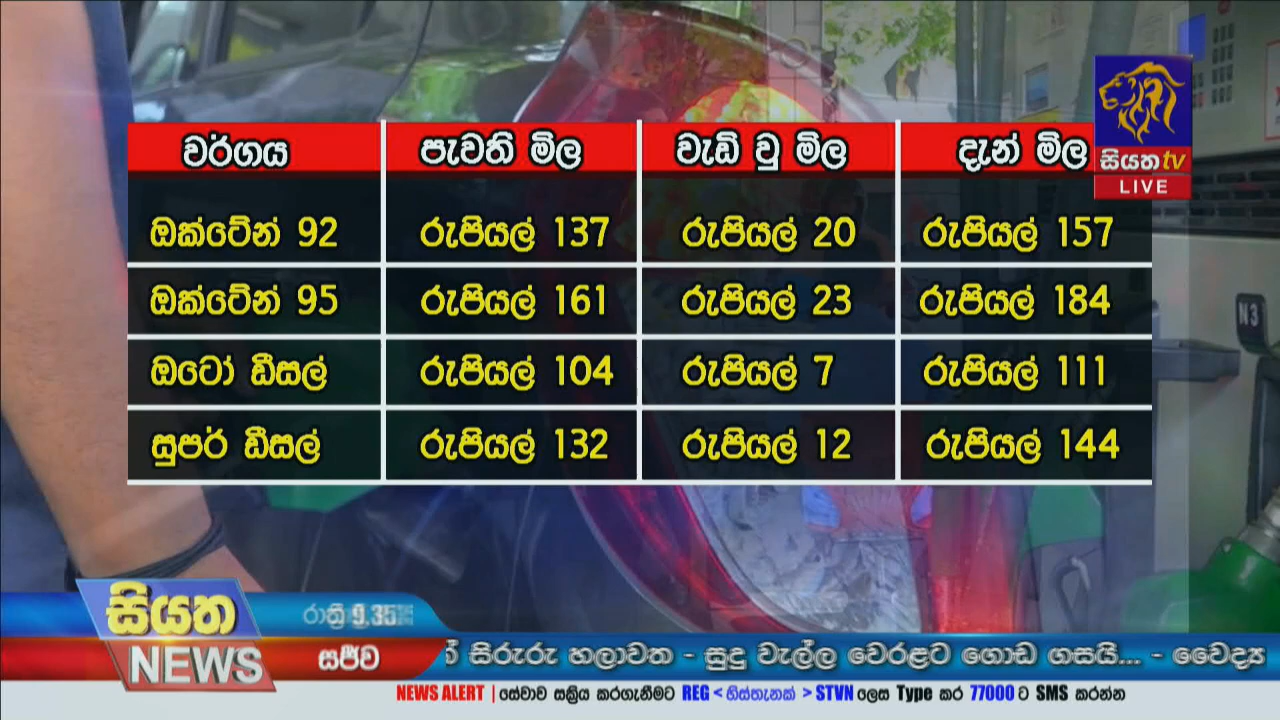 වර්ගය පැවති මිල වැඩි වූ මිල දැන් මිල
ඔක්ටේන් 92 රුපියල් 137 රුපියල් 20 රුපියල් 157
ඔක්ටේන් 95 රුපියල් 161 රුපියල් 23 රුපියල් 184
ඔටෝ ඩීසල් රුපියල් 104 රුපියල් 7 රුපියල් 111
සුපර් ඩීසල් රුපියල් 132 රුපියල් 12 රුපියල් 144
සියත tv
LIVE
N3
සියත
NEWS
රාත්‍රී 9.35
සජීව
සිරුරු හලාවත - සුදු වැල්ල වෙරළට ගොඩ ගසයි... - වෛද්‍ය
NEWS ALERT | සේවාව සක්‍රිය කරගැනීමට REG < හිස්තැනක් > STVN ලෙස Type කර 77000 ට SMS කරන්න